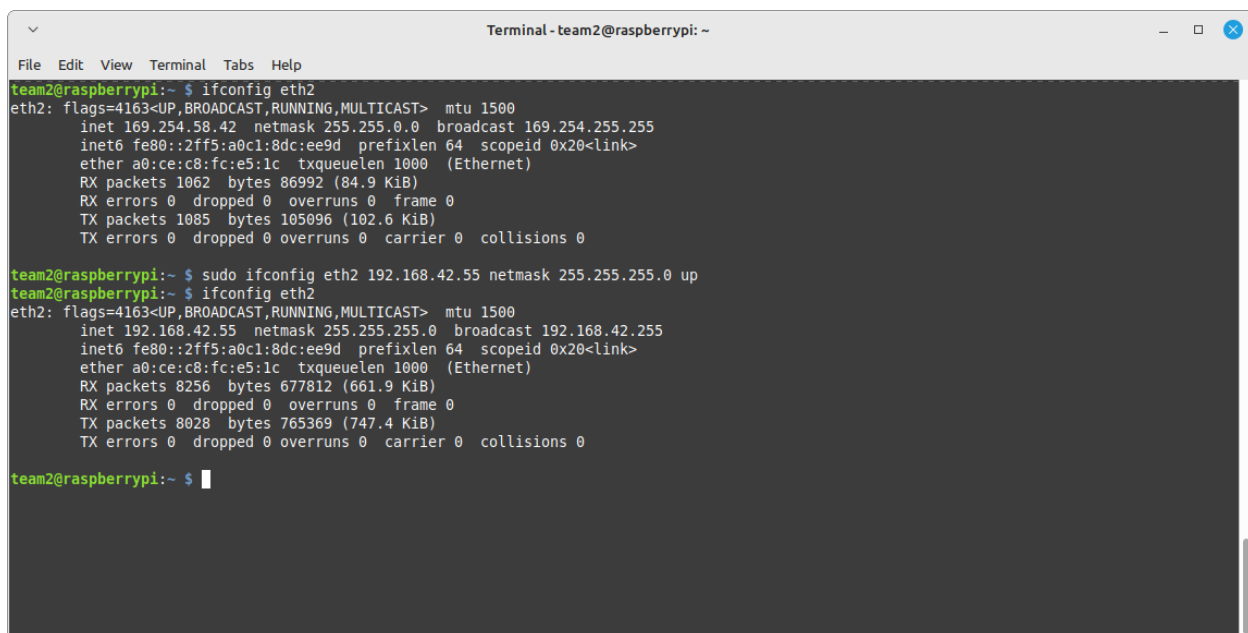 Terminal - team2@raspberrypi: ~
File Edit View Terminal Tabs Help
team2@raspberrypi:~ $ ifconfig eth2
eth2: flags=4163<UP,BROADCAST,RUNNING,MULTICAST>  mtu 1500
        inet 169.254.58.42  netmask 255.255.0.0  broadcast 169.254.255.255
        inet6 fe80::2ff5:a0c1:8dc:ee9d  prefixlen 64  scopeid 0x20<link>
        ether a0:ce:c8:fc:e5:1c  txqueuelen 1000  (Ethernet)
        RX packets 1062  bytes 86992 (84.9 KiB)
        RX errors 0  dropped 0  overruns 0  frame 0
        TX packets 1085  bytes 105096 (102.6 KiB)
        TX errors 0  dropped 0 overruns 0  carrier 0  collisions 0
team2@raspberrypi:~ $ sudo ifconfig eth2 192.168.42.55 netmask 255.255.255.0 up
team2@raspberrypi:~ $ ifconfig eth2
eth2: flags=4163<UP,BROADCAST,RUNNING,MULTICAST>  mtu 1500
        inet 192.168.42.55  netmask 255.255.255.0  broadcast 192.168.42.255
        inet6 fe80::2ff5:a0c1:8dc:ee9d  prefixlen 64  scopeid 0x20<link>
        ether a0:ce:c8:fc:e5:1c  txqueuelen 1000  (Ethernet)
        RX packets 8256  bytes 677812 (661.9 KiB)
        RX errors 0  dropped 0  overruns 0  frame 0
        TX packets 8028  bytes 765369 (747.4 KiB)
        TX errors 0  dropped 0 overruns 0  carrier 0  collisions 0
team2@raspberrypi:~ $